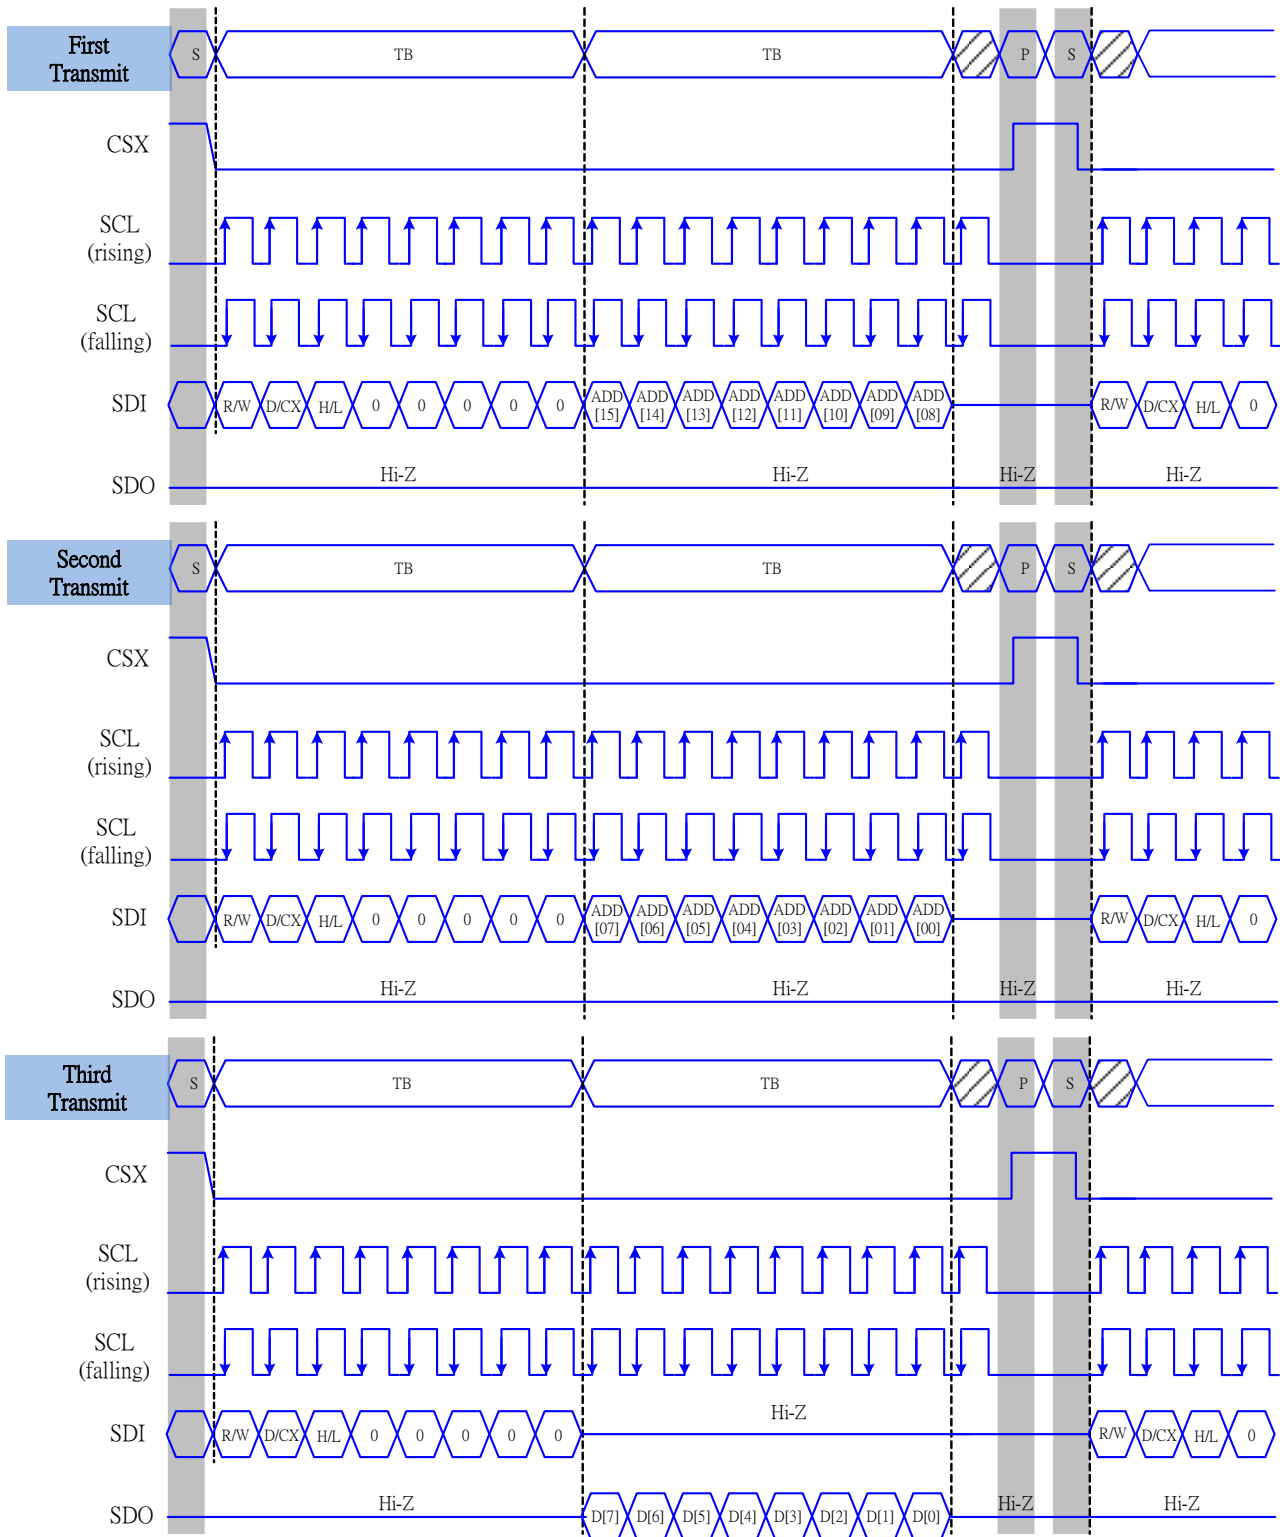 First
Transmit
S TB TB P S
CSX
SCL
(rising)
SCL
(falling)
SDI R/W D/CX H/L 0 0 0 0 0 ADD [15] ADD [14] ADD [13] ADD [12] ADD [11] ADD [10] ADD [09] ADD [08] R/W D/CX H/L 0
SDO Hi-Z Hi-Z Hi-Z Hi-Z
Second
Transmit
S TB TB P S
CSX
SCL
(rising)
SCL
(falling)
SDI R/W D/CX H/L 0 0 0 0 0 ADD [07] ADD [06] ADD [05] ADD [04] ADD [03] ADD [02] ADD [01] ADD [00] R/W D/CX H/L 0
SDO Hi-Z Hi-Z Hi-Z Hi-Z
Third
Transmit
S TB TB P S
CSX
SCL
(rising)
SCL
(falling)
SDI R/W D/CX H/L 0 0 0 0 0 Hi-Z R/W D/CX H/L 0
SDO Hi-Z D[7] D[6] D[5] D[4] D[3] D[2] D[1] D[0] Hi-Z Hi-Z